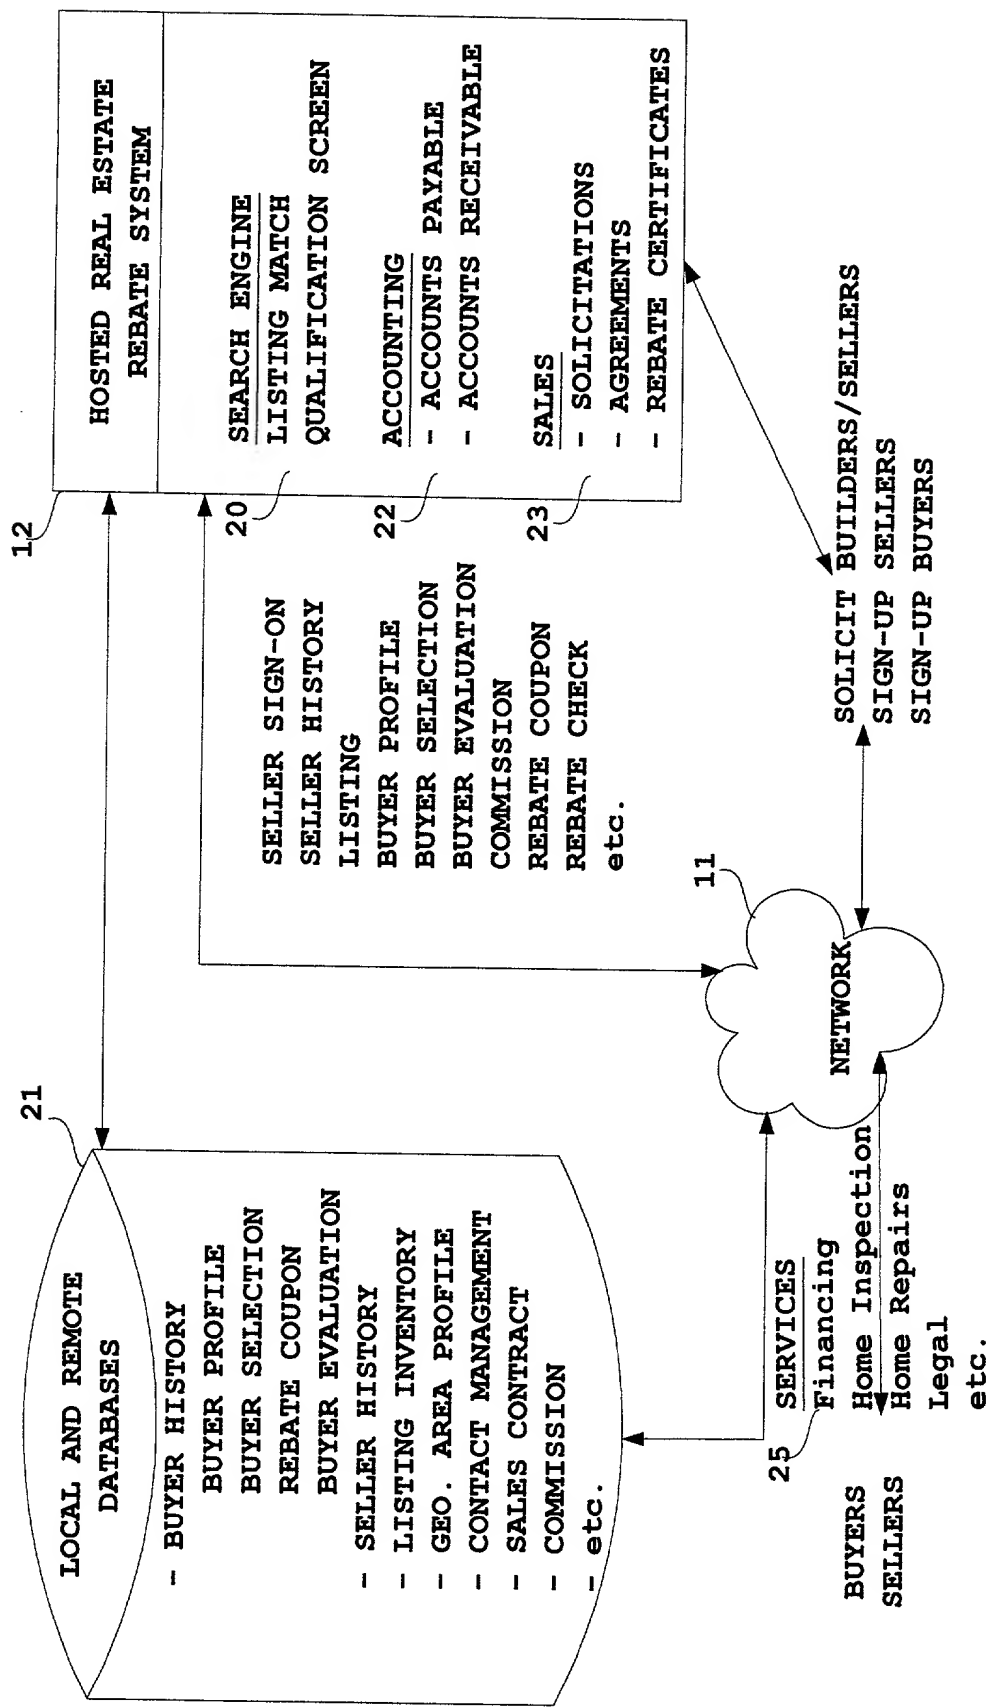 21
LOCAL AND REMOTE
DATABASES
- BUYER HISTORY
BUYER PROFILE
BUYER SELECTION
REBATE COUPON
BUYER EVALUATION
- SELLER HISTORY
- LISTING INVENTORY
- GEO. AREA PROFILE
- CONTACT MANAGEMENT
- SALES CONTRACT
- COMMISSION
- etc.
12
HOSTED REAL ESTATE
REBATE SYSTEM
20
SEARCH ENGINE
LISTING MATCH
QUALIFICATION SCREEN
22
ACCOUNTING
- ACCOUNTS PAYABLE
- ACCOUNTS RECEIVABLE
23
SALES
- SOLICITATIONS
- AGREEMENTS
- REBATE CERTIFICATES
SELLER SIGN-ON
SELLER HISTORY
LISTING
BUYER PROFILE
BUYER SELECTION
BUYER EVALUATION
COMMISSION
REBATE COUPON
REBATE CHECK
etc.
11
NETWORK
25
SERVICES
Financing
Home Inspection
Home Repairs
Legal
etc.
BUYERS
SELLERS
SOLICIT BUILDERS/SELLERS
SIGN-UP SELLERS
SIGN-UP BUYERS